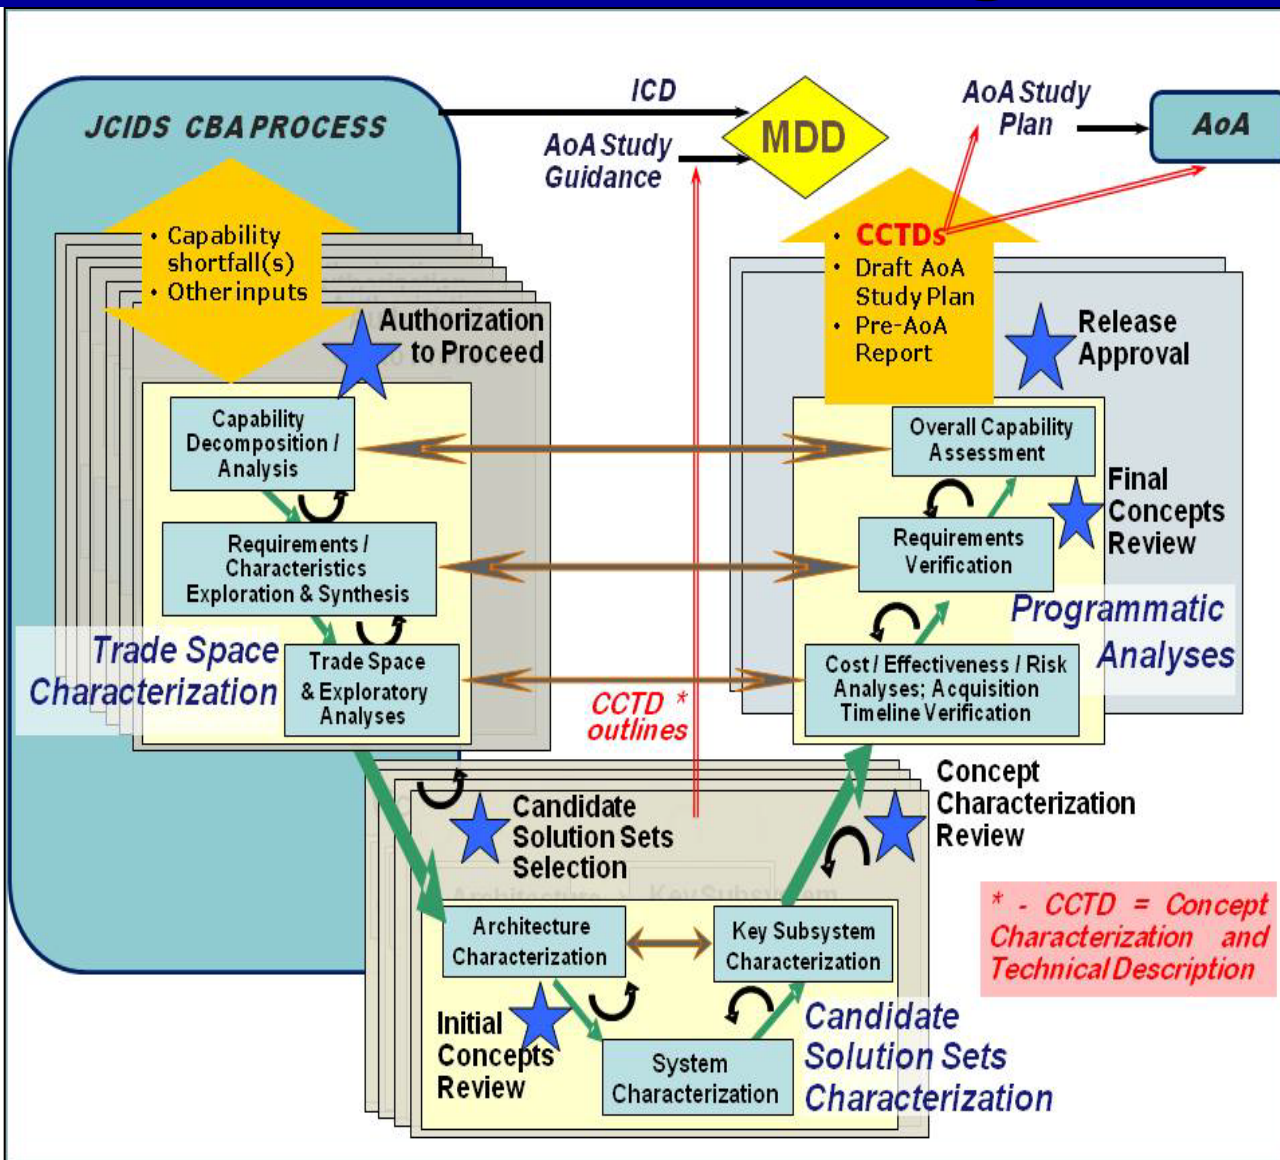 JCIDS CBA PROCESS
ICD
AoA Study
Guidance
MDD
AoA Study
Plan
AoA
• Capability
shortfall(s)
• Other inputs
Authorization
to Proceed
• CCTDs
• Draft AoA
Study Plan
• Pre-AoA
Report
Release
Approval
Capability
Decomposition /
Analysis
Requirements /
Characteristics
Exploration & Synthesis
Trade Space
& Exploratory
Analyses
Trade Space
Characterization
Overall Capability
Assessment
Final
Concepts
Review
Requirements
Verification
Programmatic
Analyses
Cost / Effectiveness / Risk
Analyses; Acquisition
Timeline Verification
CCTD *
outlines
Candidate
Solution Sets
Selection
Concept
Characterization
Review
Architecture
Characterization
Key Subsystem
Characterization
Initial
Concepts
Review
System
Characterization
Candidate
Solution Sets
Characterization
* - CCTD = Concept
Characterization and
Technical Description